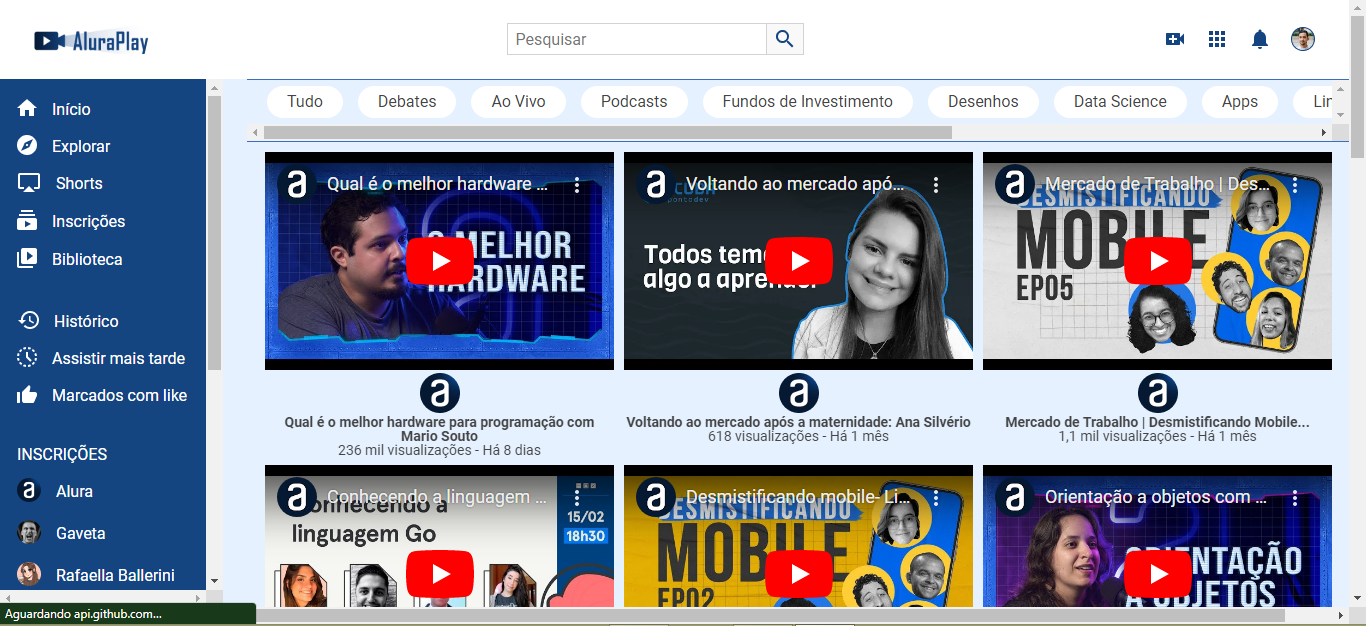 AluraPlay
Pesquisar
Início
Explorar
Shorts
Inscrições
Biblioteca
Histórico
Assistir mais tarde
Marcados com like
INSCRIÇÕES
Alura
Gaveta
Rafaella Ballerini
Aguardando api.github.com...
Tudo
Debates
Ao Vivo
Podcasts
Fundos de Investimento
Desenhos
Data Science
Apps
a
Qual é o melhor hardware ...
O MELHOR
HARDWARE
a
Qual é o melhor hardware para programação com
Mario Souto
236 mil visualizações - Há 8 dias
a
Voltando ao mercado apó...
Todos tem
algo a aprender
a
Voltando ao mercado após a maternidade: Ana Silvério
618 visualizações - Há 1 mês
a
Mercado de Trabalho | Des...
DESMISTIFICANDO
MOBILE
EP05
a
Mercado de Trabalho | Desmistificando Mobile...
1,1 mil visualizações - Há 1 mês
a
Conhecendo a linguagem ...
Conhecendo a
linguagem Go
15/02
18h30
a
Desmistificando mobile- Li...
DESMISTIFICANDO
MOBILE
EP02
a
Orientação a objetos com ...
ORIENTAÇÃO
A OBJETOS